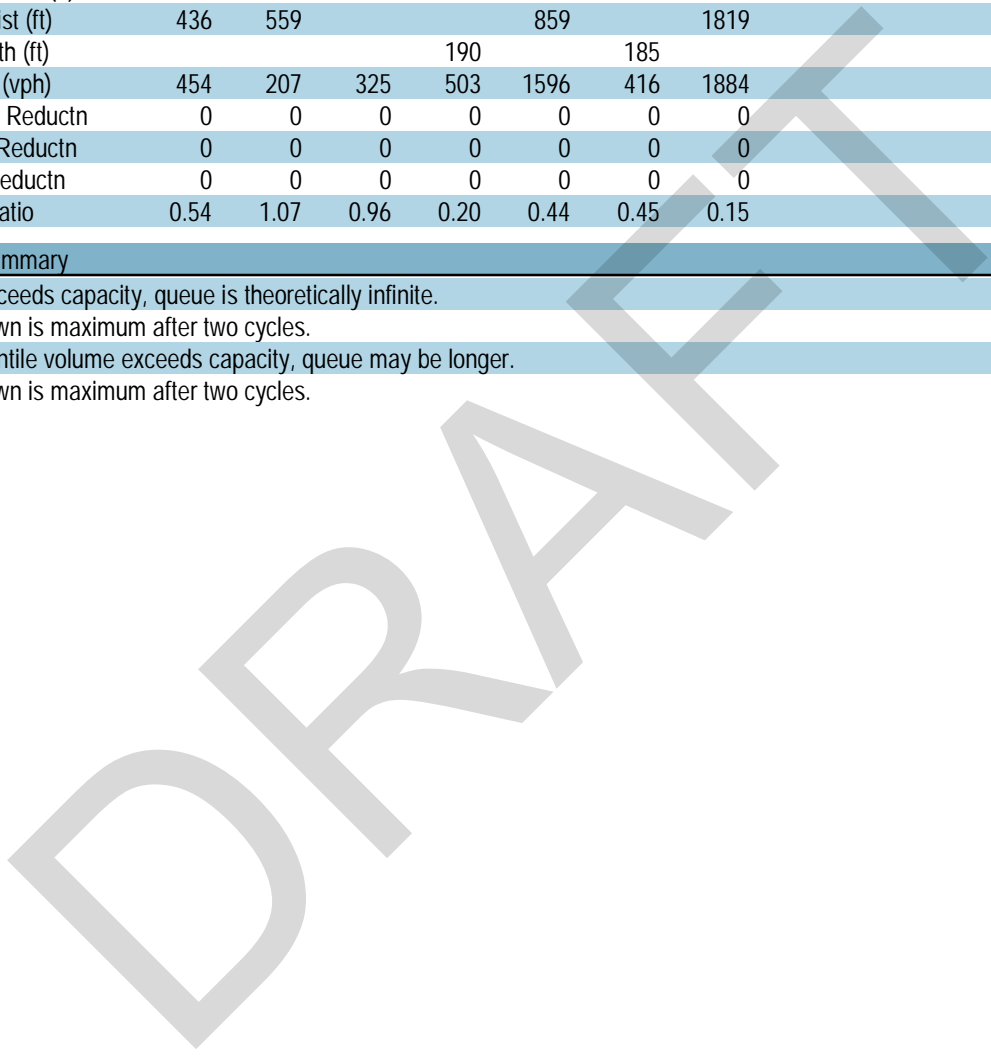 ist (ft) 436 559 859 1819
th (ft) 190 185
(vph) 454 207 325 503 1596 416 1884
Reductn 0 0 0 0 0 0 0
Reductn 0 0 0 0 0 0 0
eductn 0 0 0 0 0 0 0
atio 0.54 1.07 0.96 0.20 0.44 0.45 0.15
mmary
ceeds capacity, queue is theoretically infinite.
wn is maximum after two cycles.
ntile volume exceeds capacity, queue may be longer.
wn is maximum after two cycles.
DRAFT